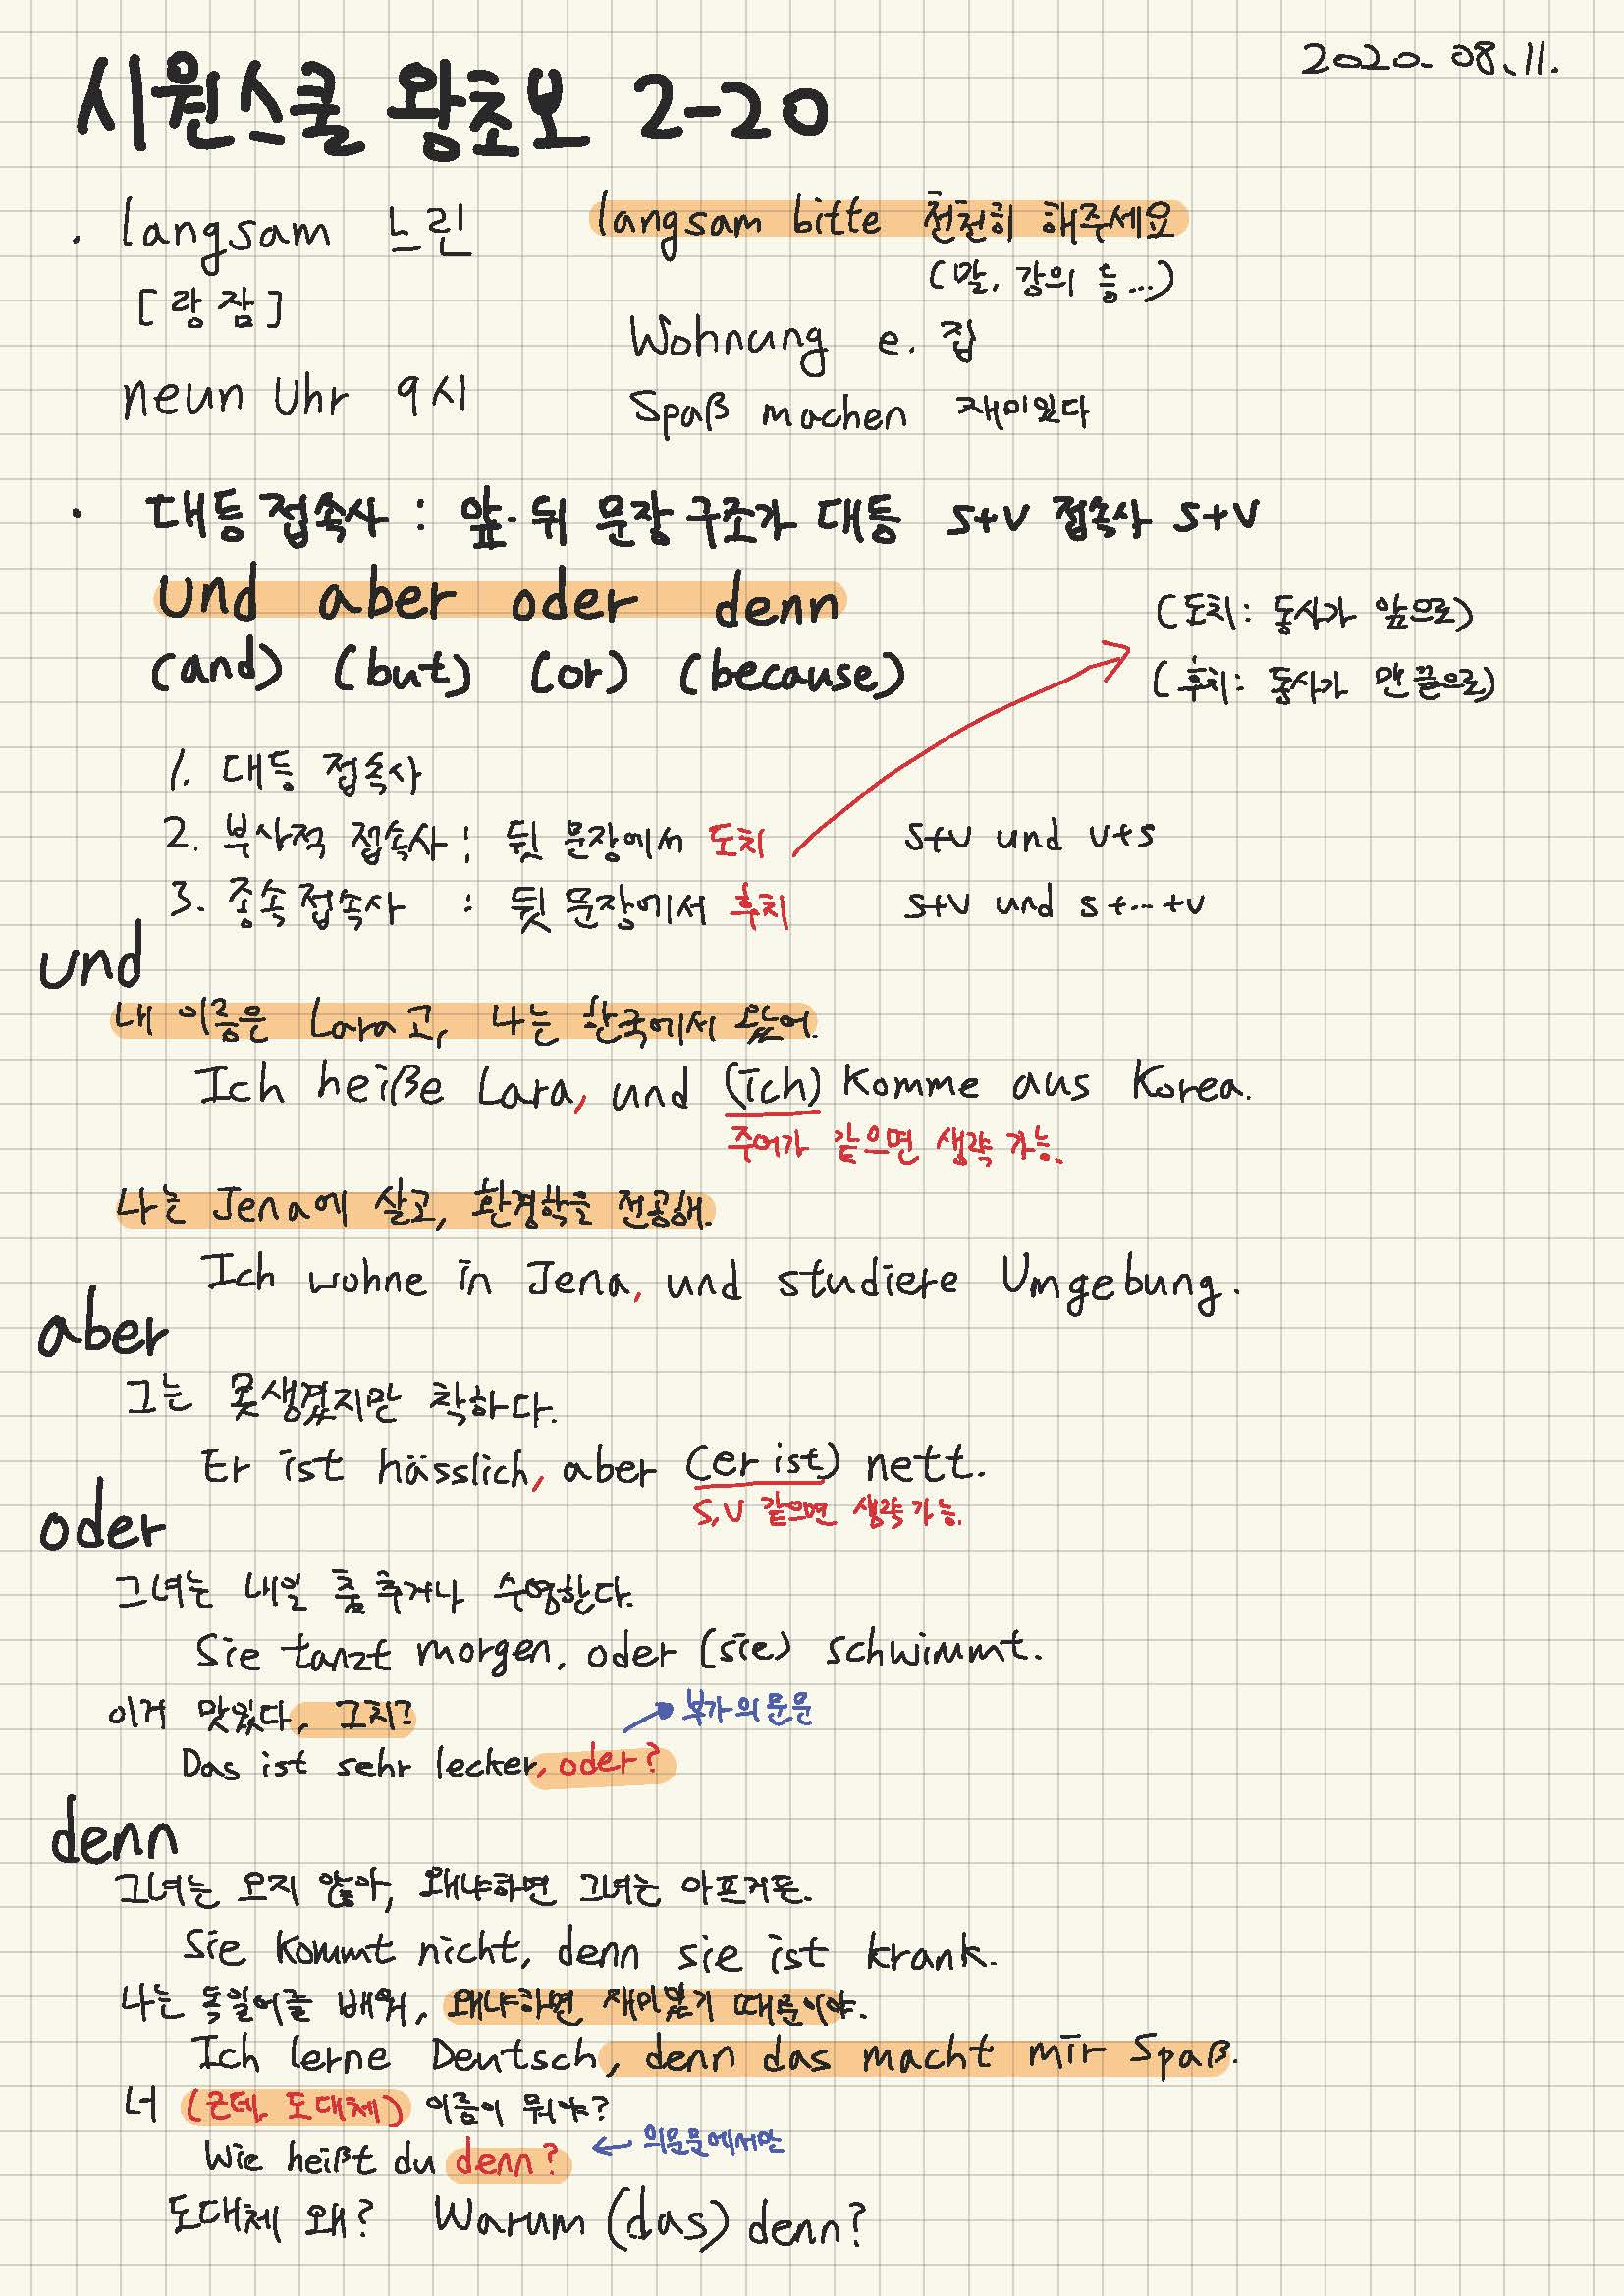 2020. 08. 11.
시원스쿨 왕초보 2-20
· langsam 느린
[랑잠]
neun Uhr 9시
langsam bitte 천천히 해주세요
(말, 강의 등...)
Wohnung e. 집
Spaß machen 재미있다
· 대등 접속사 : 앞·뒤 문장 구조가 대등 S+V 접속사 S+V
und aber oder denn
(and) (but) (or) (because)
(도치: 동사가 앞으로)
(후치: 동사가 맨 끝으로)
1. 대등 접속사
2. 부사적 접속사 : 뒷 문장에서 도치 S+V und V+S
3. 종속 접속사 : 뒷 문장에서 후치 S+V und S+...+V
und
내 이름은 Lara고, 나는 한국에서 왔어.
Ich heiße Lara, und (ich) komme aus Korea.
주어가 같으면 생략 가능.
나는 Jena에 살고, 환경학을 전공해.
Ich wohne in Jena, und studiere Umgebung.
aber
그는 못생겼지만 착하다.
Er ist hässlich, aber (er ist) nett.
S,V 같으면 생략 가능.
oder
그녀는 내일 춤 추거나 수영한다.
Sie tanzt morgen, oder (sie) schwimmt.
이거 맛있다, 그치?
부가의문문
Das ist sehr lecker, oder?
denn
그녀는 오지 않아, 왜냐하면 그녀는 아프거든.
Sie kommt nicht, denn sie ist krank.
나는 독일어를 배워, 왜냐하면 재미있기 때문이야.
Ich lerne Deutsch, denn das macht mir Spaß.
너 (근데, 도대체) 이름이 뭐야?
Wie heißt du denn? ← 의문문에서만
도대체 왜? Warum (das) denn?